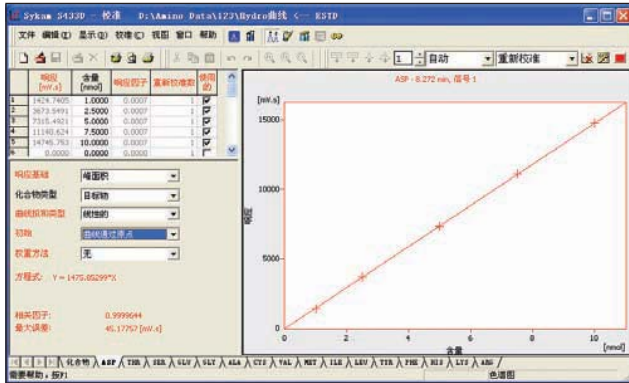 Sykam S433D - 校准 D:\Amino Data\123\Hydro曲线 <-- ESTD
文件 编辑(E) 显示(D) 校准(C) 视图 窗口 帮助
1 自动 重新校准
响应 [mV.s] 含量 [nmol] 响应因子 重新校准数 使用的
1 1424.7405 1.0000 0.0007 1
2 3673.5491 2.5000 0.0007 1
3 7315.4921 5.0000 0.0007 1
4 11140.624 7.5000 0.0007 1
5 14745.753 10.0000 0.0007 1
6 0.0000 0.0000 0.0000 1
响应基础 峰面积
化合物类型 目标物
曲线拟和类型 线性的
初始 曲线通过原点
权重方法 无
方程式: Y = 1475.85299*X
相关因子: 0.9999644
最大误差: 45.17757 [mV.s]
ASP - 8.272 min, 信号 1
[mV.s]
15000
10000
5000
0
响应
0 2 4 6 8 10 [nmol]
含量
化合物 ASP THR SER GLU GLY ALA CYS VAL MET ILE LEU TYR PHE HIS LYS ARG
需要帮助，按F1
色谱图